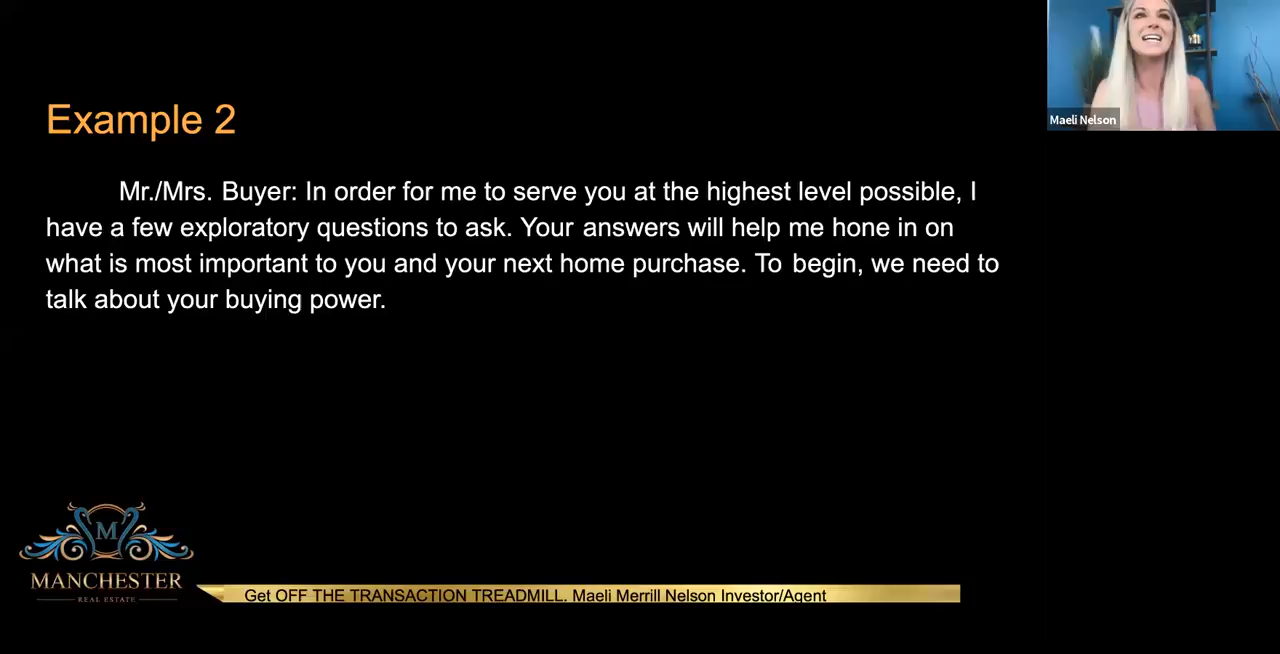 Maeli Nelson
Example 2
Mr./Mrs. Buyer: In order for me to serve you at the highest level possible, I
have a few exploratory questions to ask. Your answers will help me hone in on
what is most important to you and your next home purchase. To begin, we need to
talk about your buying power.
M
MANCHESTER
REAL ESTATE
Get OFF THE TRANSACTION TREADMILL. Maeli Merrill Nelson Investor/Agent